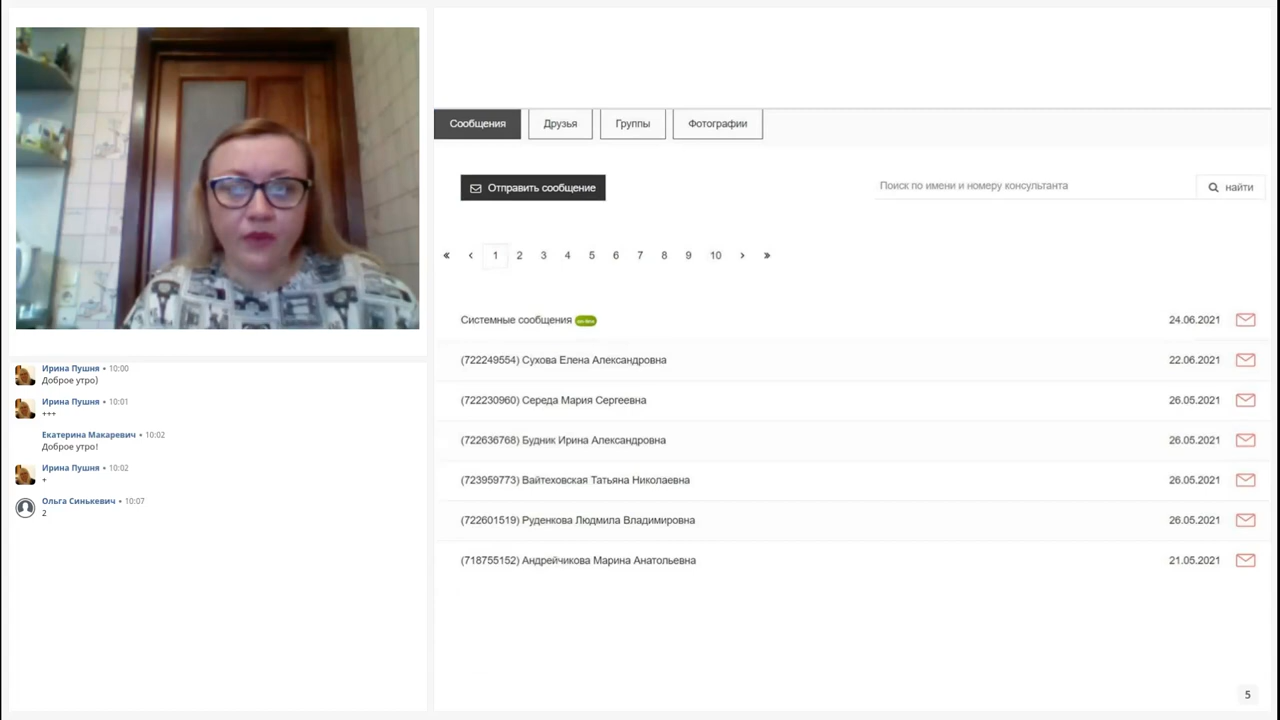 Ирина Пушня • 10:00
Доброе утро)
Ирина Пушня • 10:01
+++
Екатерина Макаревич • 10:02
Доброе утро!
Ирина Пушня • 10:02
+
Ольга Синькевич • 10:07
2
Сообщения Друзья Группы Фотографии
Отправить сообщение Поиск по имени и номеру консультанта найти
« ‹ 1 2 3 4 5 6 7 8 9 10 › »
Системные сообщения 24.06.2021
(722249554) Сухова Елена Александровна 22.06.2021
(722230960) Середа Мария Сергеевна 26.05.2021
(722636768) Будник Ирина Александровна 26.05.2021
(723959773) Вайтеховская Татьяна Николаевна 26.05.2021
(722601519) Руденкова Людмила Владимировна 26.05.2021
(718755152) Андрейчикова Марина Анатольевна 21.05.2021
5